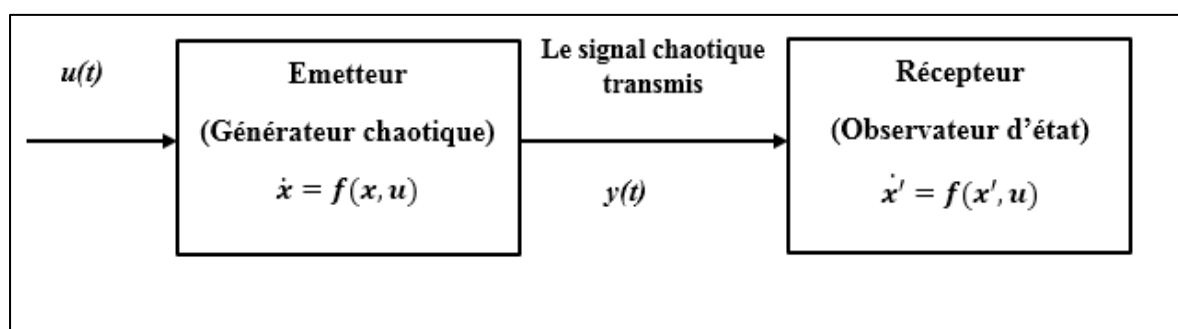 u(t)
Emetteur
(Générateur chaotique)
ẋ = f(x, u)
Le signal chaotique
transmis
y(t)
Récepteur
(Observateur d'état)
ẋ′ = f(x′, u)